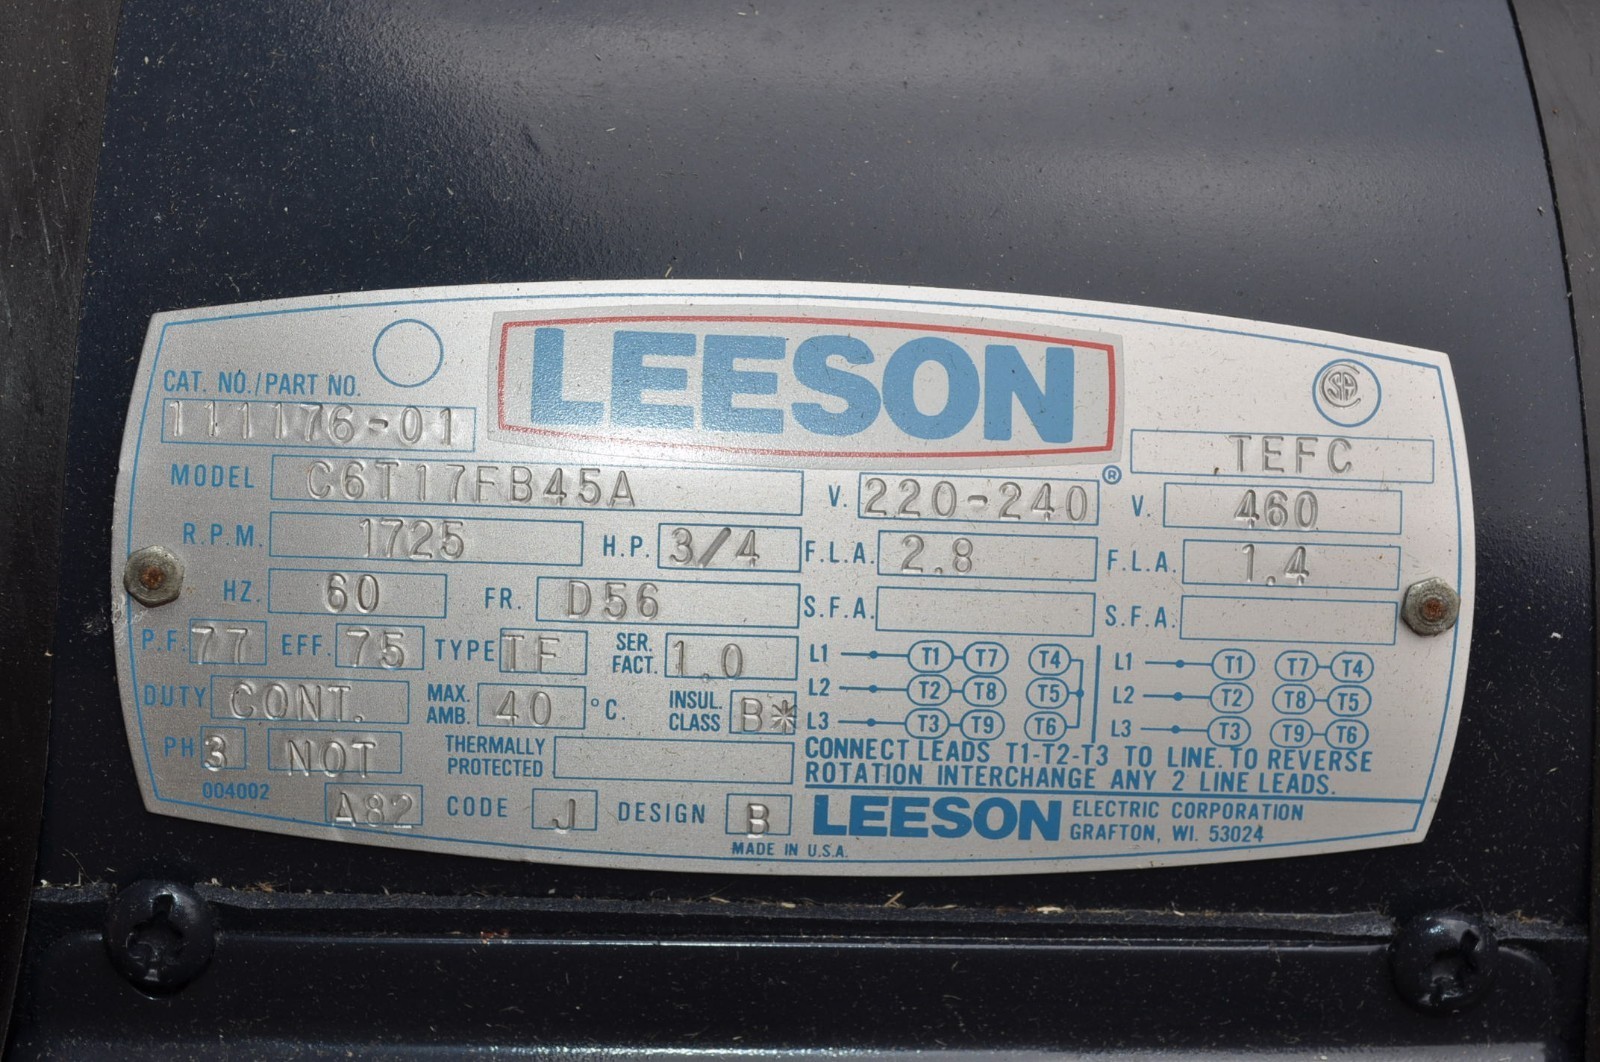 LEESON ®
CSA
CAT. NO./PART NO.
111176-01
TEFC
MODEL C6T17FB45A V. 220-240 V. 460
R.P.M. 1725 H.P. 3/4 F.L.A. 2.8 F.L.A. 1.4
HZ. 60 FR. D56 S.F.A. S.F.A.
P.F. 77 EFF. 75 TYPE TF SER. FACT. 1.0
DUTY CONT. MAX. AMB. 40 °C. INSUL. CLASS B*
PH 3 NOT THERMALLY PROTECTED
004002
A82 CODE J DESIGN B
MADE IN U.S.A.
L1 T1 T7 T4 L1 T1 T7 T4
L2 T2 T8 T5 L2 T2 T8 T5
L3 T3 T9 T6 L3 T3 T9 T6
CONNECT LEADS T1-T2-T3 TO LINE. TO REVERSE
ROTATION INTERCHANGE ANY 2 LINE LEADS.
LEESON ELECTRIC CORPORATION
GRAFTON, WI. 53024